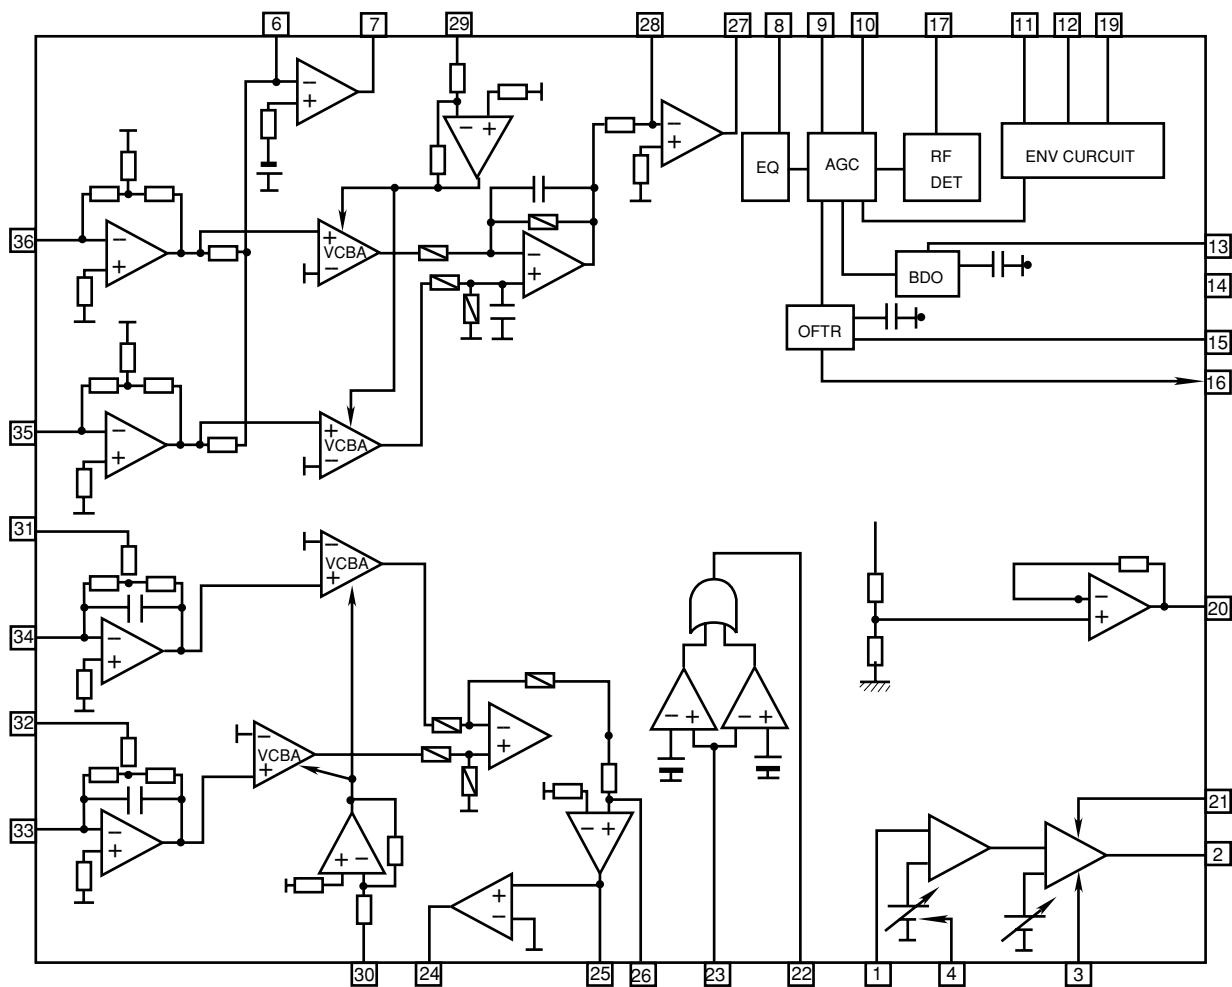 6 7 29 28 27 8 9 10 17 11 12 19
− +
− +
− +
EQ AGC RF DET ENV CURCUIT
36 − +
+ VCBA −
− +
13
BDO
14
OFTR
15
16
35 − +
+ VCBA −
31
− VCBA +
34 − +
− +
20
32
− VCBA +
− +
− + − +
33 − +
− +
21
+ −
2
+ −
30 24 25 26 23 22 1 4 3